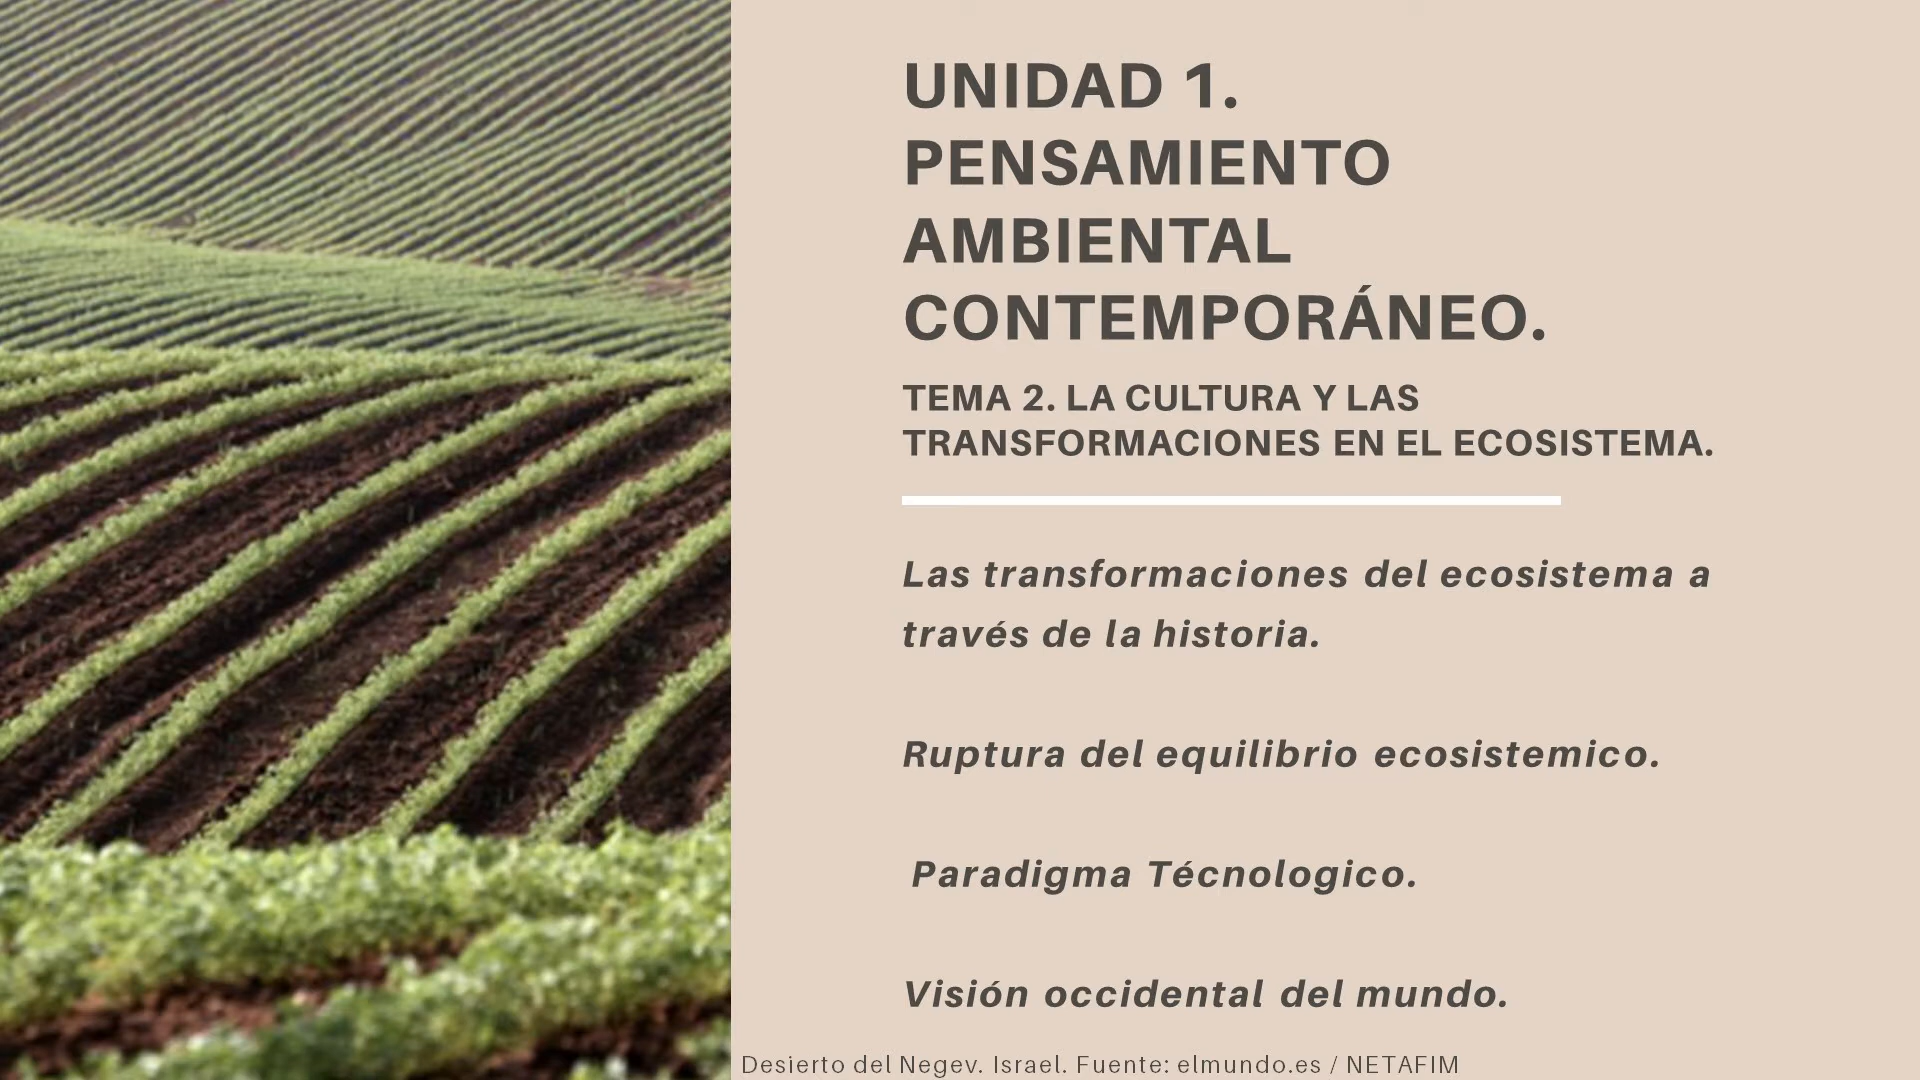 UNIDAD 1.
PENSAMIENTO
AMBIENTAL
CONTEMPORÁNEO.
TEMA 2. LA CULTURA Y LAS
TRANSFORMACIONES EN EL ECOSISTEMA.
Las transformaciones del ecosistema a
través de la historia.
Ruptura del equilibrio ecosistemico.
Paradigma Técnologico.
Visión occidental del mundo.
Desierto del Negev. Israel. Fuente: elmundo.es / NETAFIM